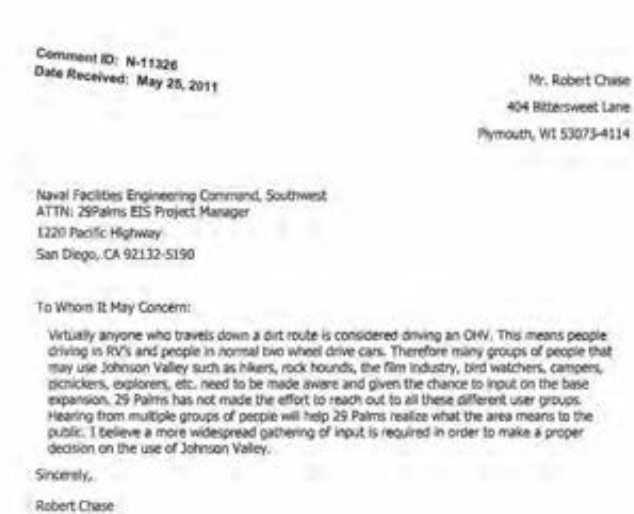 Comment ID: N-11326
Date Received: May 25, 2011
Mr. Robert Chase
404 Bittersweet Lane
Plymouth, WI 53073-4114
Naval Facilities Engineering Command, Southwest
ATTN: 29Palms EIS Project Manager
1220 Pacific Highway
San Diego, CA 92132-5190
To Whom It May Concern:
Virtually anyone who travels down a dirt route is considered driving an OHV. This means people
driving in RV's and people in normal two wheel drive cars. Therefore many groups of people that
may use Johnson Valley such as hikers, rock hounds, the film industry, bird watchers, campers,
picnickers, explorers, etc. need to be made aware and given the chance to input on the base
expansion. 29 Palms has not made the effort to reach out to all these different user groups.
Hearing from multiple groups of people will help 29 Palms realize what the area means to the
public. I believe a more widespread gathering of input is required in order to make a proper
decision on the use of Johnson Valley.
Sincerely,
Robert Chase